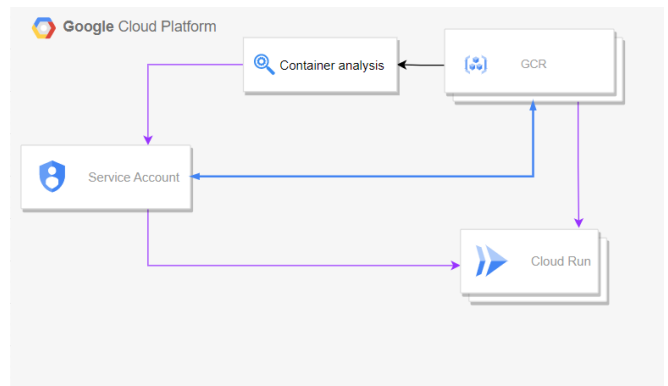 Google Cloud Platform
Container analysis
GCR
Service Account
Cloud Run